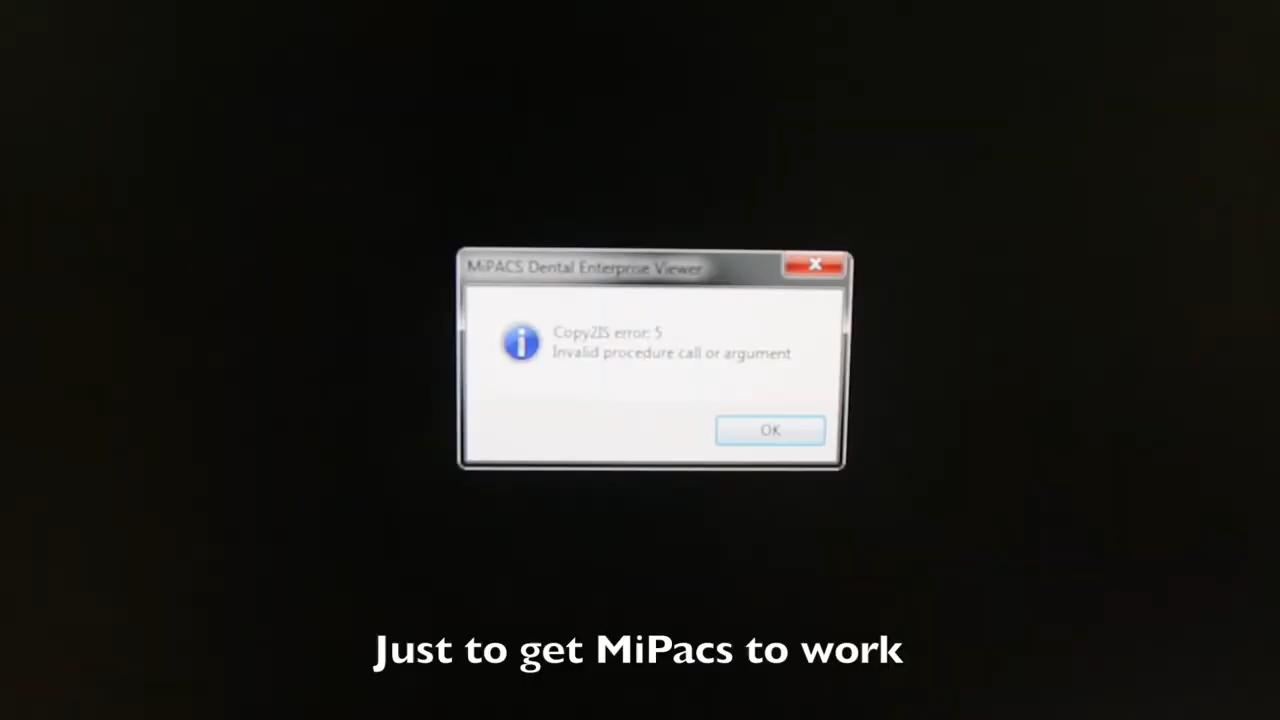 MiPACS Dental Enterprise Viewer
Copy2IS error: 5
Invalid procedure call or argument
OK
Just to get MiPacs to work